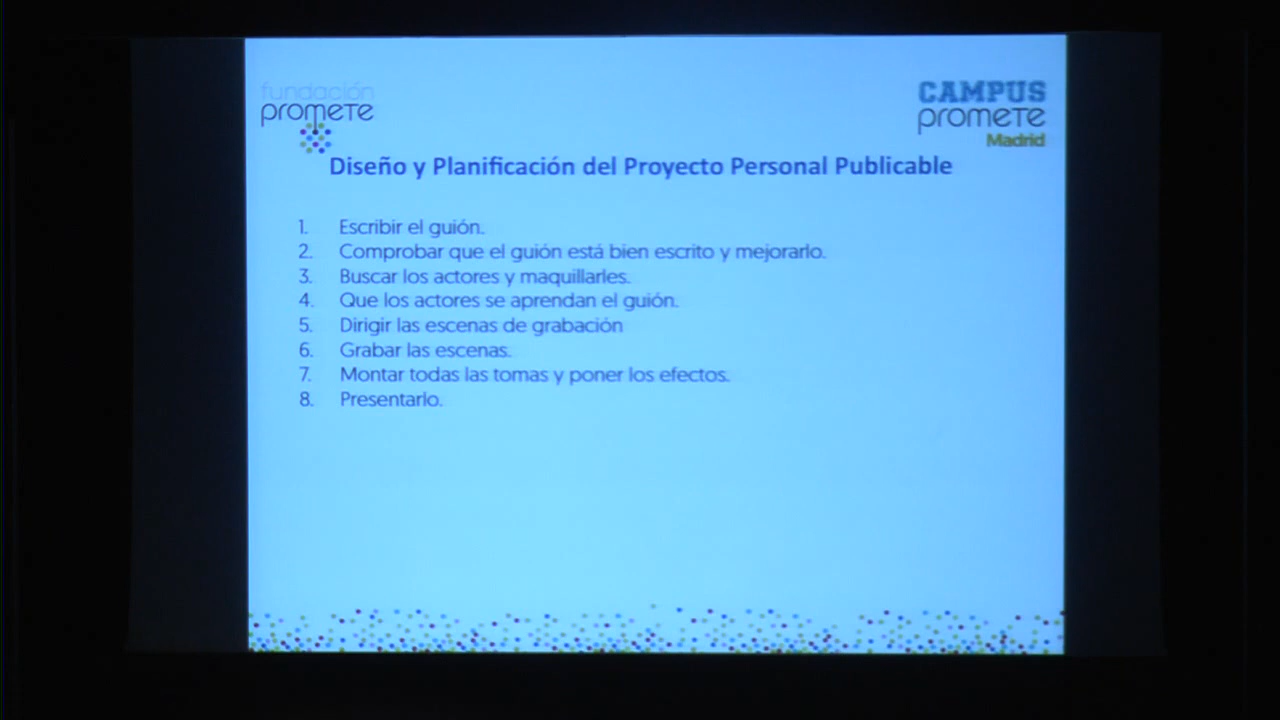 fundación
promete
CAMPUS
promete
Madrid
Diseño y Planificación del Proyecto Personal Publicable
1. Escribir el guión.
2. Comprobar que el guión está bien escrito y mejorarlo.
3. Buscar los actores y maquillarles.
4. Que los actores se aprendan el guión.
5. Dirigir las escenas de grabación
6. Grabar las escenas.
7. Montar todas las tomas y poner los efectos.
8. Presentarlo.